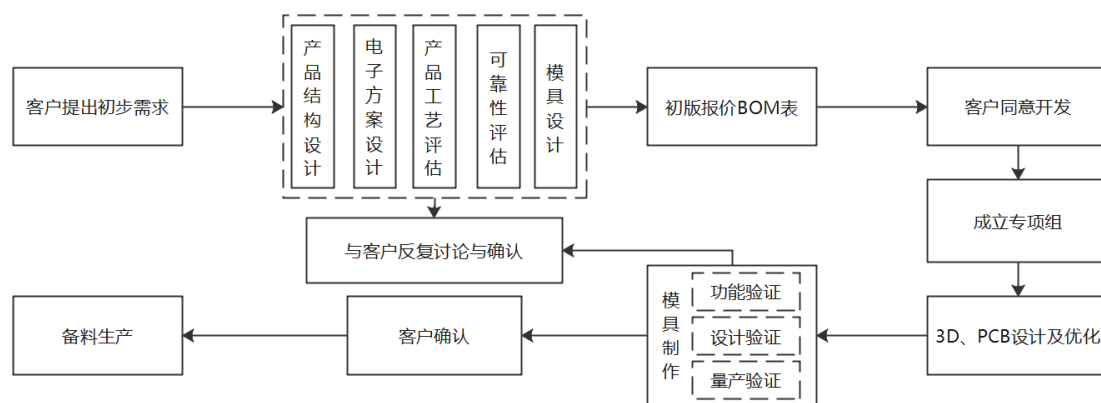 客户提出初步需求
产品结构设计
电子方案设计
产品工艺评估
可靠性评估
模具设计
初版报价BOM表
客户同意开发
成立专项组
与客户反复讨论与确认
3D、PCB设计及优化
模具制作
功能验证
设计验证
量产验证
客户确认
备料生产